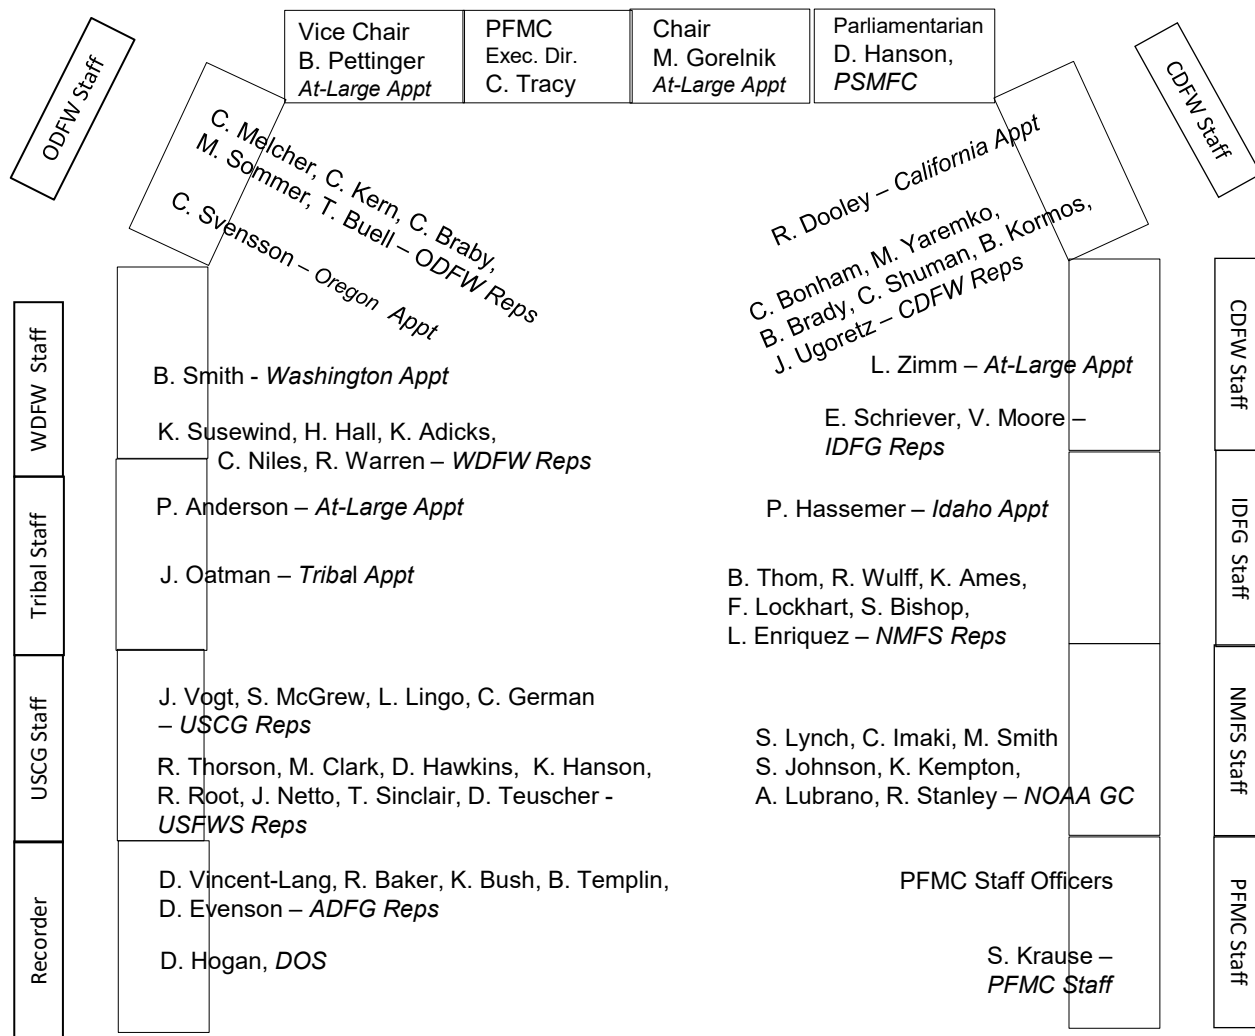 Vice Chair
B. Pettinger
At-Large Appt
PFMC
Exec. Dir.
C. Tracy
Chair
M. Gorelnik
At-Large Appt
Parliamentarian
D. Hanson,
PSMFC
ODFW Staff
CDFW Staff
C. Melcher, C. Kern, C. Braby,
M. Sommer, T. Buell – ODFW Reps
C. Svensson – Oregon Appt
R. Dooley – California Appt
C. Bonham, M. Yaremko,
B. Brady, C. Shuman, B. Kormos,
J. Ugoretz – CDFW Reps
WDFW Staff
B. Smith - Washington Appt
K. Susewind, H. Hall, K. Adicks,
C. Niles, R. Warren – WDFW Reps
L. Zimm – At-Large Appt
E. Schriever, V. Moore –
IDFG Reps
CDFW Staff
Tribal Staff
P. Anderson – At-Large Appt
J. Oatman – Tribal Appt
P. Hassemer – Idaho Appt
B. Thom, R. Wulff, K. Ames,
F. Lockhart, S. Bishop,
L. Enriquez – NMFS Reps
IDFG Staff
USCG Staff
J. Vogt, S. McGrew, L. Lingo, C. German
– USCG Reps
R. Thorson, M. Clark, D. Hawkins, K. Hanson,
R. Root, J. Netto, T. Sinclair, D. Teuscher -
USFWS Reps
S. Lynch, C. Imaki, M. Smith
S. Johnson, K. Kempton,
A. Lubrano, R. Stanley – NOAA GC
NMFS Staff
Recorder
D. Vincent-Lang, R. Baker, K. Bush, B. Templin,
D. Evenson – ADFG Reps
D. Hogan, DOS
PFMC Staff Officers
S. Krause –
PFMC Staff
PFMC Staff